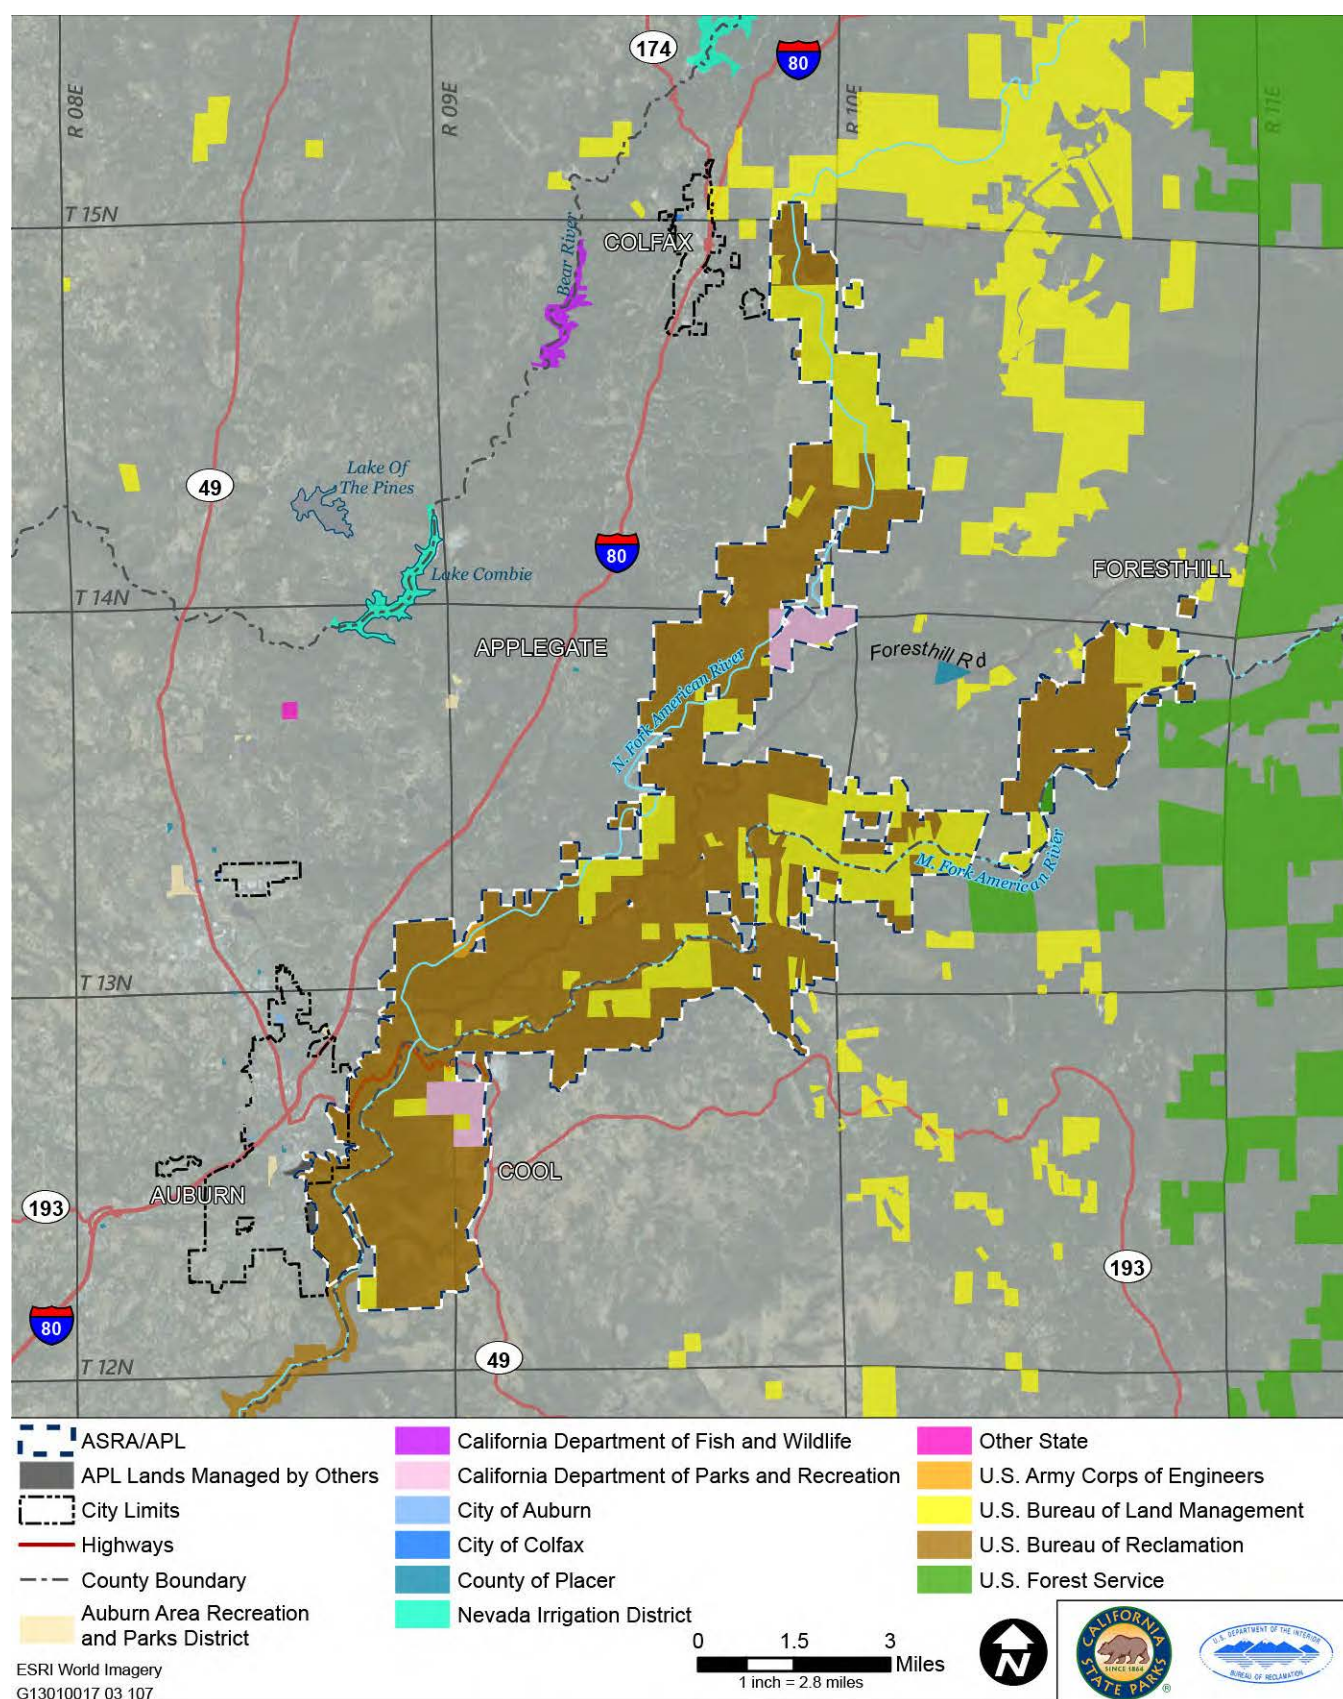 174
80
R 08E
R 09E
R 10E
R 11E
T 15N
COLFAX
Bear River
Lake Of
The Pines
49
80
Lake Combie
FORESTHILL
T 14N
APPLEGATE
Foresthill Rd
N. Fork American River
M. Fork American River
T 13N
COOL
AUBURN
193
193
80
49
T 12N
ASRA/APL
APL Lands Managed by Others
City Limits
Highways
County Boundary
Auburn Area Recreation
and Parks District
California Department of Fish and Wildlife
California Department of Parks and Recreation
City of Auburn
City of Colfax
County of Placer
Nevada Irrigation District
Other State
U.S. Army Corps of Engineers
U.S. Bureau of Land Management
U.S. Bureau of Reclamation
U.S. Forest Service
0 1.5 3
Miles
1 inch = 2.8 miles
N
CALIFORNIA
SINCE 1864
STATE PARKS
®
U.S. DEPARTMENT OF THE INTERIOR
BUREAU OF RECLAMATION
ESRI World Imagery
G13010017 03 107